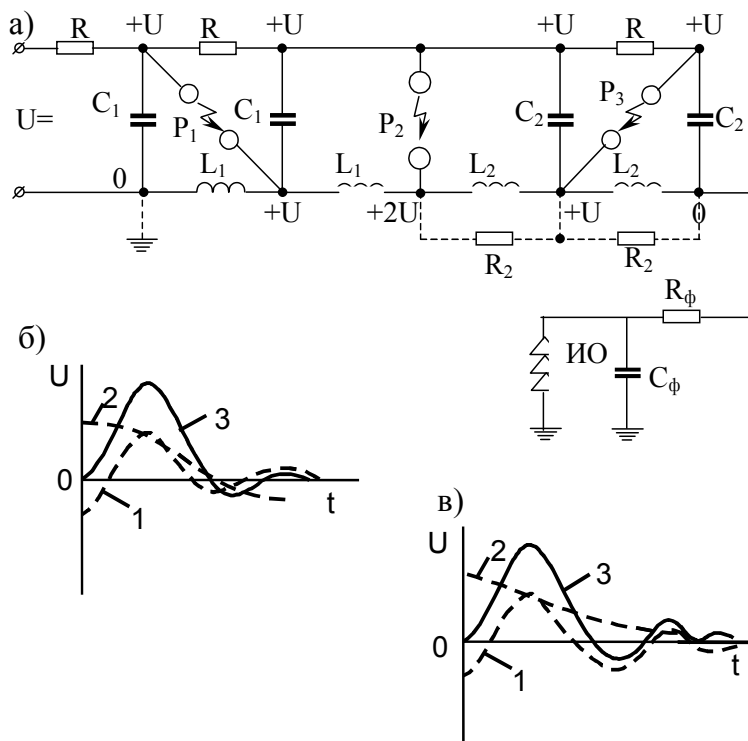 а) R +U R +U +U R +U
U= C₁ P₁ C₁ P₂ C₂ P₃ C₂
0 L₁ L₁ L₂ L₂
+U +2U +U 0
R₂ R₂
Rф
ИО Cф
б)
U 2 3
0 t
1
в)
U 2 3
0 t
1